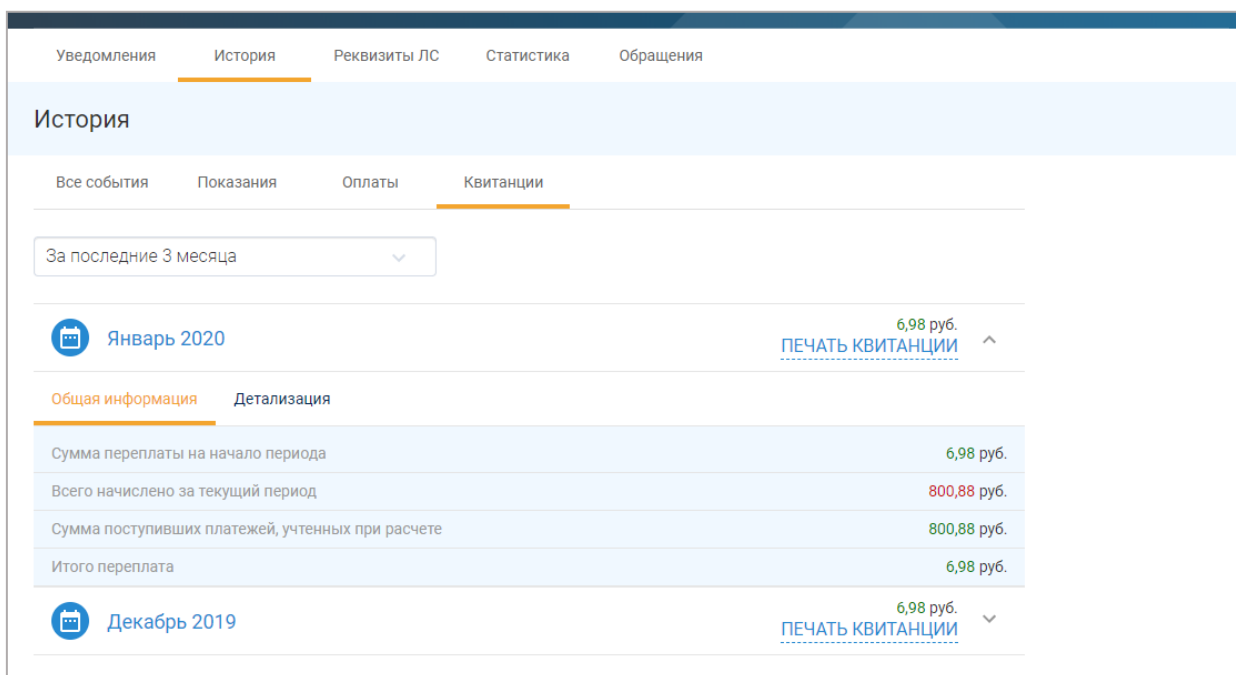 Уведомления История Реквизиты ЛС Статистика Обращения
История
Все события Показания Оплаты Квитанции
За последние 3 месяца
Январь 2020 6,98 руб.
ПЕЧАТЬ КВИТАНЦИИ
Общая информация Детализация
Сумма переплаты на начало периода 6,98 руб.
Всего начислено за текущий период 800,88 руб.
Сумма поступивших платежей, учтенных при расчете 800,88 руб.
Итого переплата 6,98 руб.
Декабрь 2019 6,98 руб.
ПЕЧАТЬ КВИТАНЦИИ